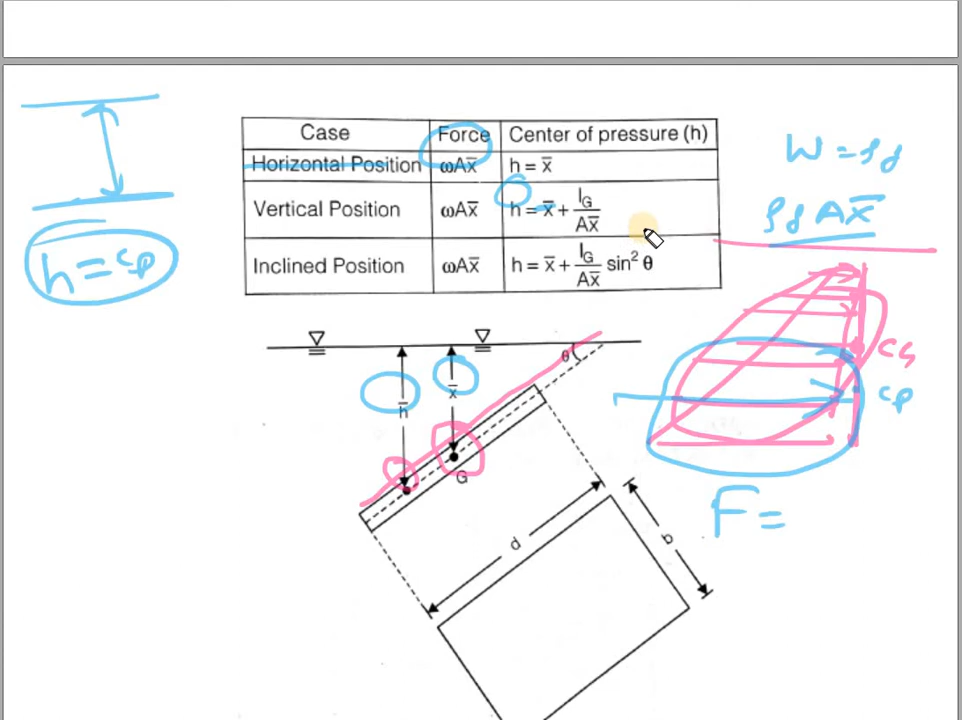 Case Force Center of pressure (h)
Horizontal Position ωAx̄ h = x̄
Vertical Position ωAx̄ h = x̄ + I_G / Ax̄
Inclined Position ωAx̄ h = x̄ + I_G / Ax̄ sin² θ
h = CP
W = ρg
ρg Ax̄
CG
CP
F =
θ
h̄
x̄
G
d
b